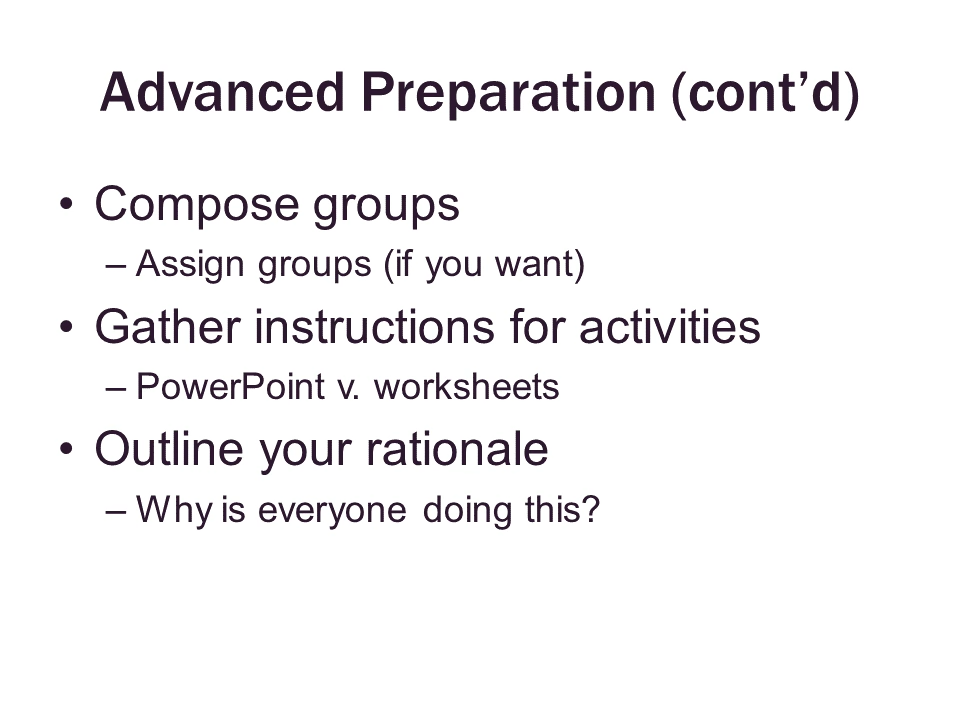 Advanced Preparation (cont’d)
• Compose groups
– Assign groups (if you want)
• Gather instructions for activities
– PowerPoint v. worksheets
• Outline your rationale
– Why is everyone doing this?